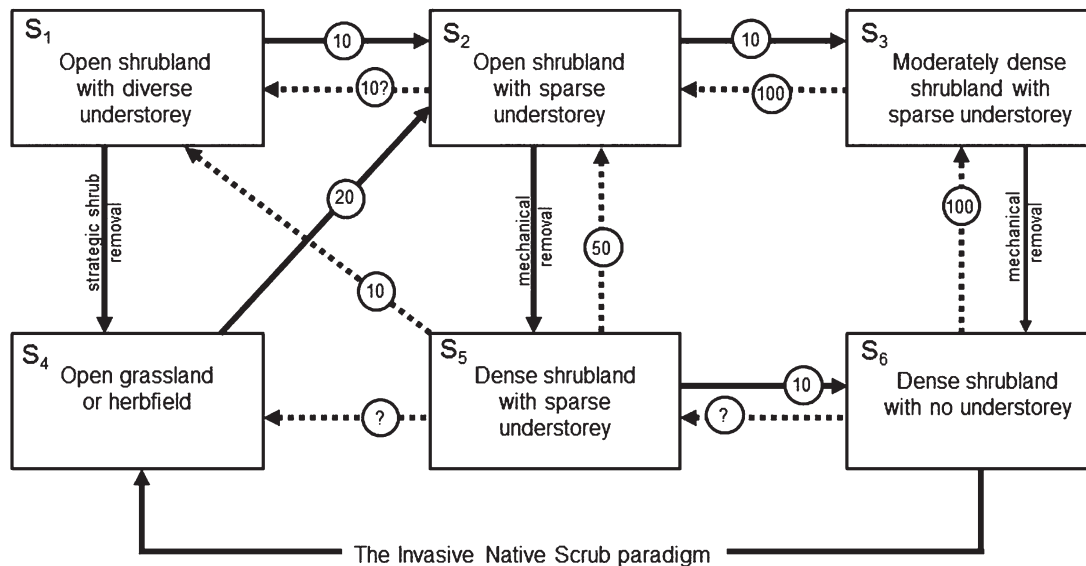 S1
Open shrubland
with diverse
understorey
10
10?
S2
Open shrubland
with sparse
understorey
10
100
S3
Moderately dense
shrubland with
sparse understorey
strategic shrub
removal
20
10
mechanical
removal
50
100
mechanical
removal
S4
Open grassland
or herbfield
?
S5
Dense shrubland
with sparse
understorey
10
?
S6
Dense shrubland
with no understorey
The Invasive Native Scrub paradigm